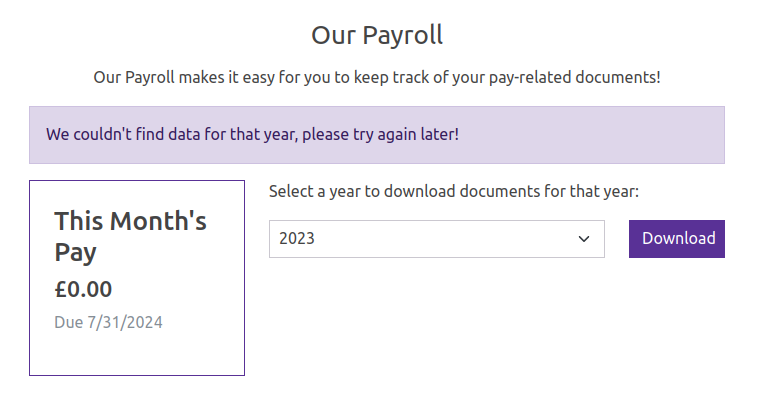 Our Payroll
Our Payroll makes it easy for you to keep track of your pay-related documents!
We couldn't find data for that year, please try again later!
This Month's
Pay
£0.00
Due 7/31/2024
Select a year to download documents for that year:
2023
Download